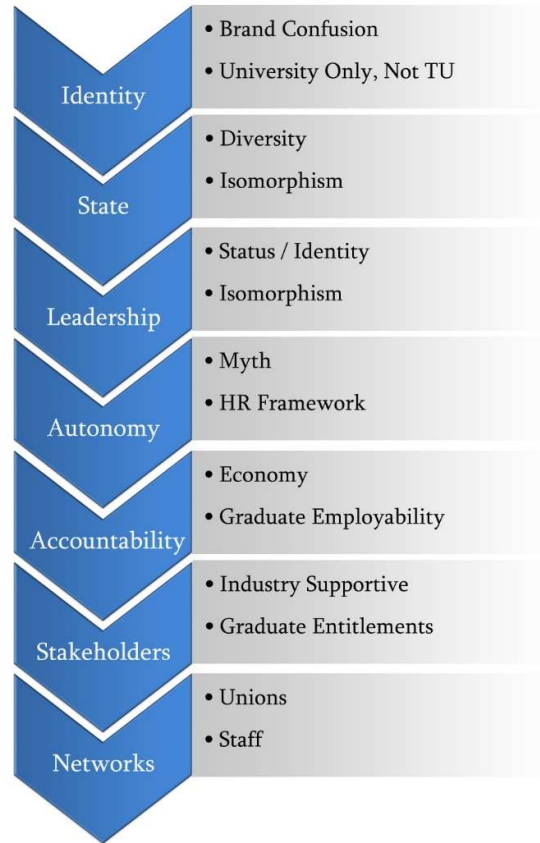 Identity
• Brand Confusion
• University Only, Not TU
State
• Diversity
• Isomorphism
Leadership
• Status / Identity
• Isomorphism
Autonomy
• Myth
• HR Framework
Accountability
• Economy
• Graduate Employability
Stakeholders
• Industry Supportive
• Graduate Entitlements
Networks
• Unions
• Staff